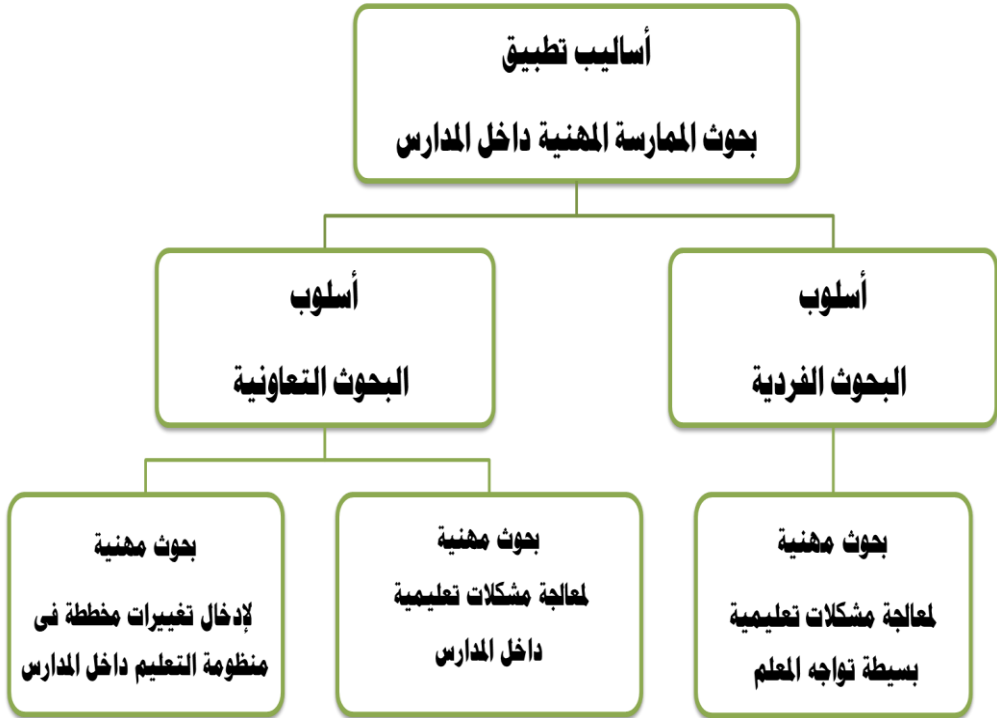 أساليب تطبيق
بحوث الممارسة المهنية داخل المدارس
أسلوب
البحوث الفردية
أسلوب
البحوث التعاونية
بحوث مهنية
لمعالجة مشكلات تعليمية
بسيطة تواجه المعلم
بحوث مهنية
لمعالجة مشكلات تعليمية
داخل المدارس
بحوث مهنية
لإدخال تغييرات مخططة فى
منظومة التعليم داخل المدارس